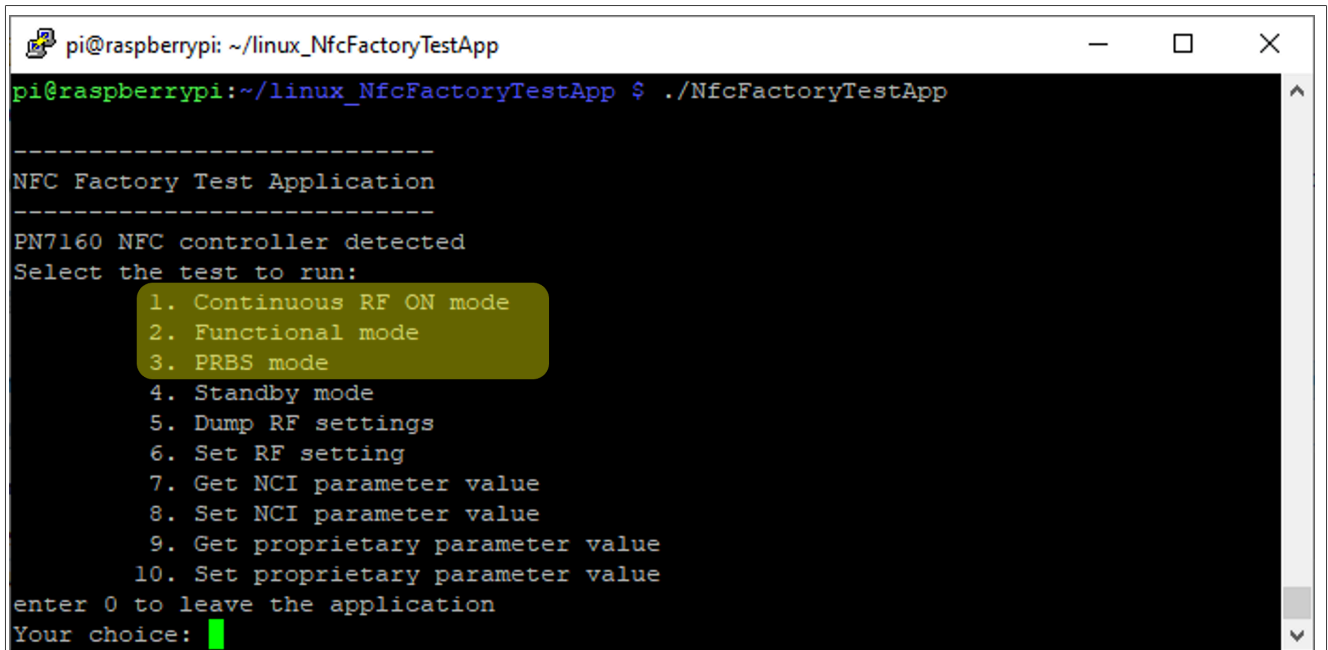 pi@raspberrypi: ~/linux_NfcFactoryTestApp
pi@raspberrypi:~/linux_NfcFactoryTestApp $ ./NfcFactoryTestApp
----------------------------
NFC Factory Test Application
----------------------------
PN7160 NFC controller detected
Select the test to run:
1. Continuous RF ON mode
2. Functional mode
3. PRBS mode
4. Standby mode
5. Dump RF settings
6. Set RF setting
7. Get NCI parameter value
8. Set NCI parameter value
9. Get proprietary parameter value
10. Set proprietary parameter value
enter 0 to leave the application
Your choice: